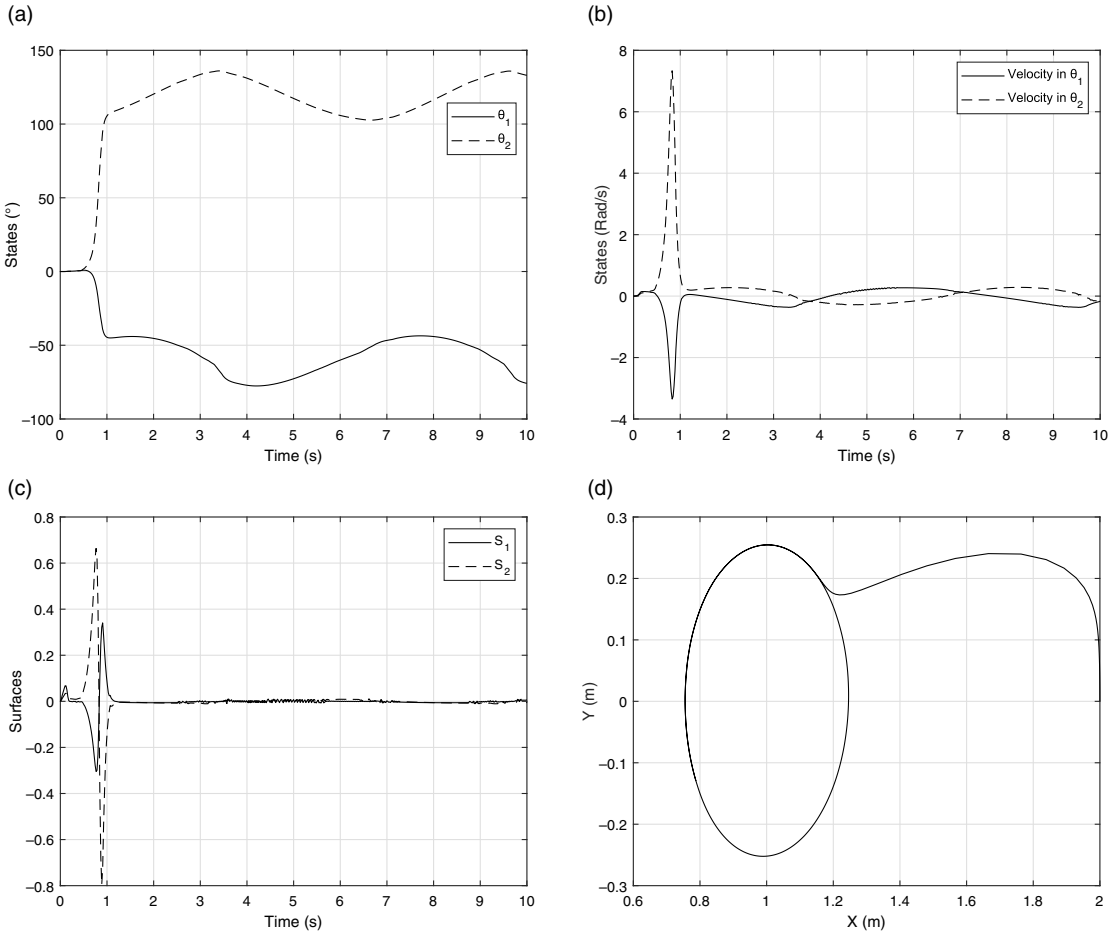 (a)
150
100
50
0
–50
–100
States (°)
0 1 2 3 4 5 6 7 8 9 10
Time (s)
θ1
θ2
(b)
8
6
4
2
0
–2
–4
States (Rad/s)
0 1 2 3 4 5 6 7 8 9 10
Time (s)
Velocity in θ1
Velocity in θ2
(c)
0.8
0.6
0.4
0.2
0
–0.2
–0.4
–0.6
–0.8
Surfaces
0 1 2 3 4 5 6 7 8 9 10
Time (s)
S1
S2
(d)
0.3
0.2
0.1
0
–0.1
–0.2
–0.3
Y (m)
0.6 0.8 1 1.2 1.4 1.6 1.8 2
X (m)